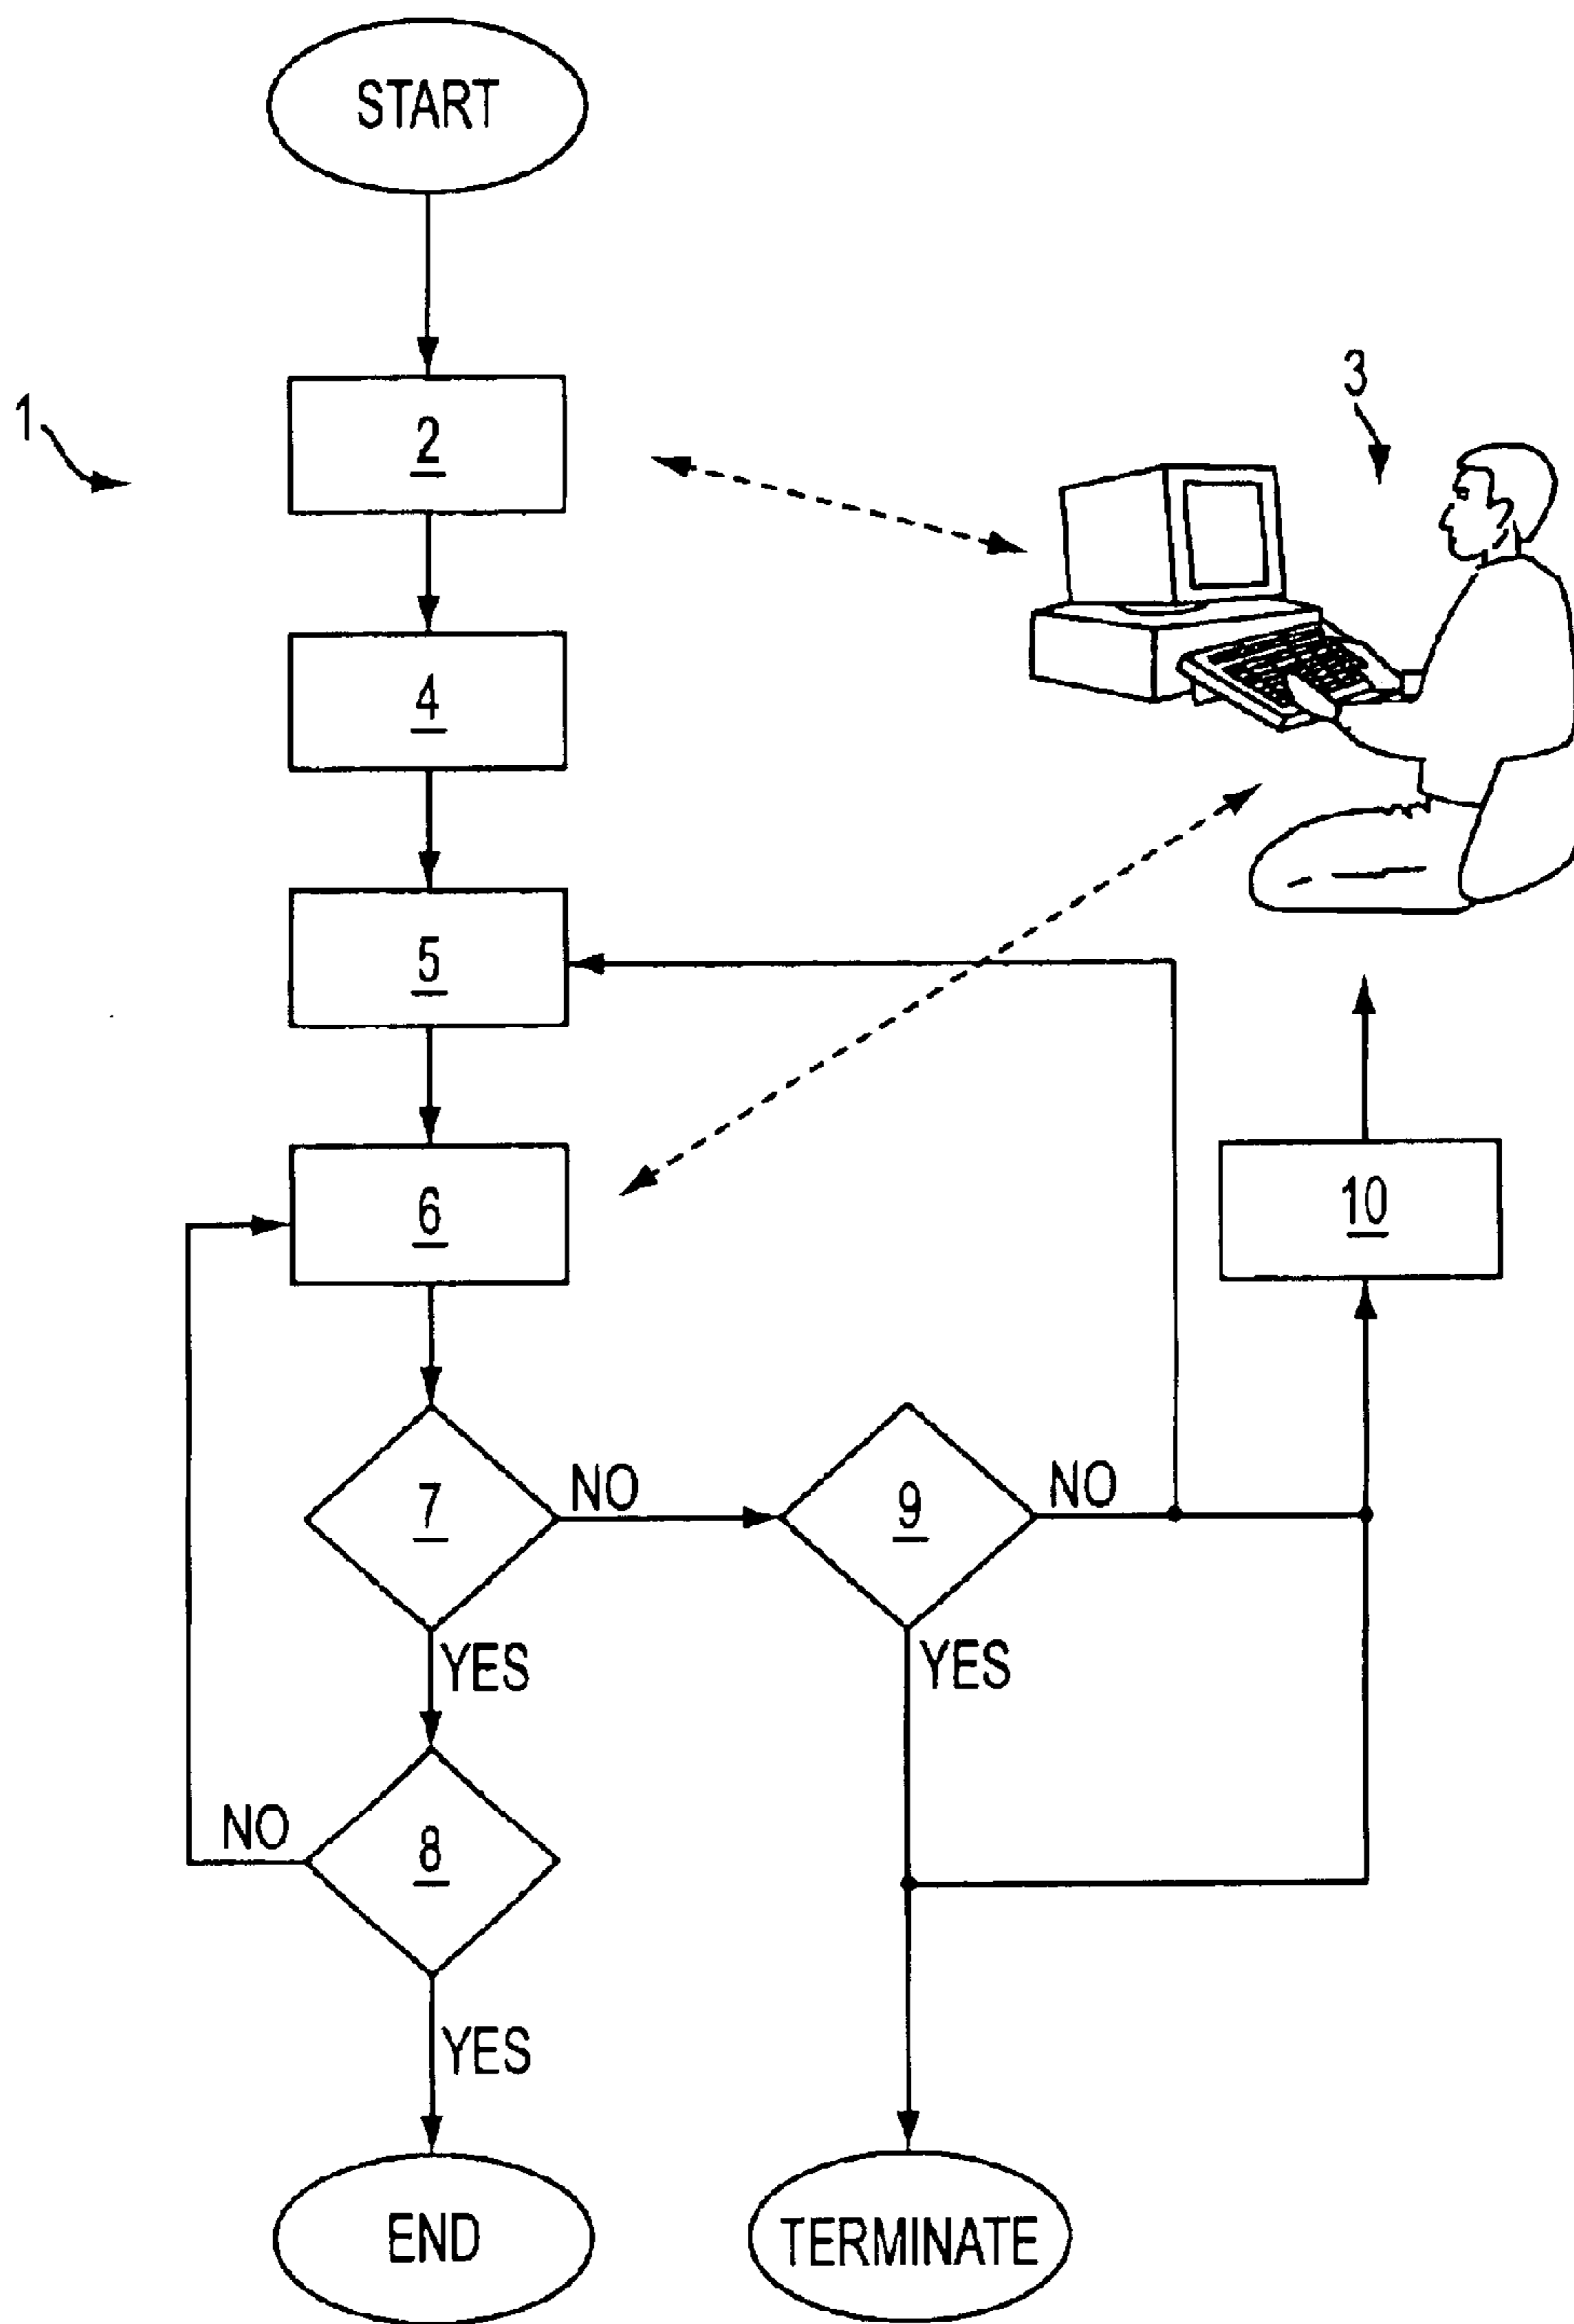 START
1
2
3
4
5
6
10
7
NO
9
NO
YES
YES
8
NO
YES
END
TERMINATE